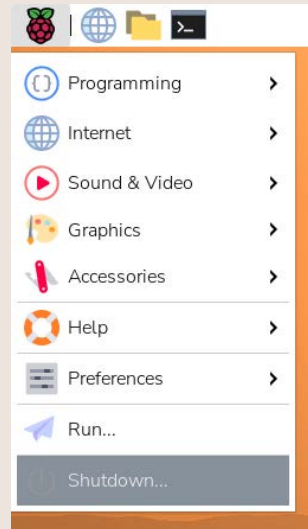 Programming
Internet
Sound & Video
Graphics
Accessories
Help
Preferences
Run...
Shutdown...